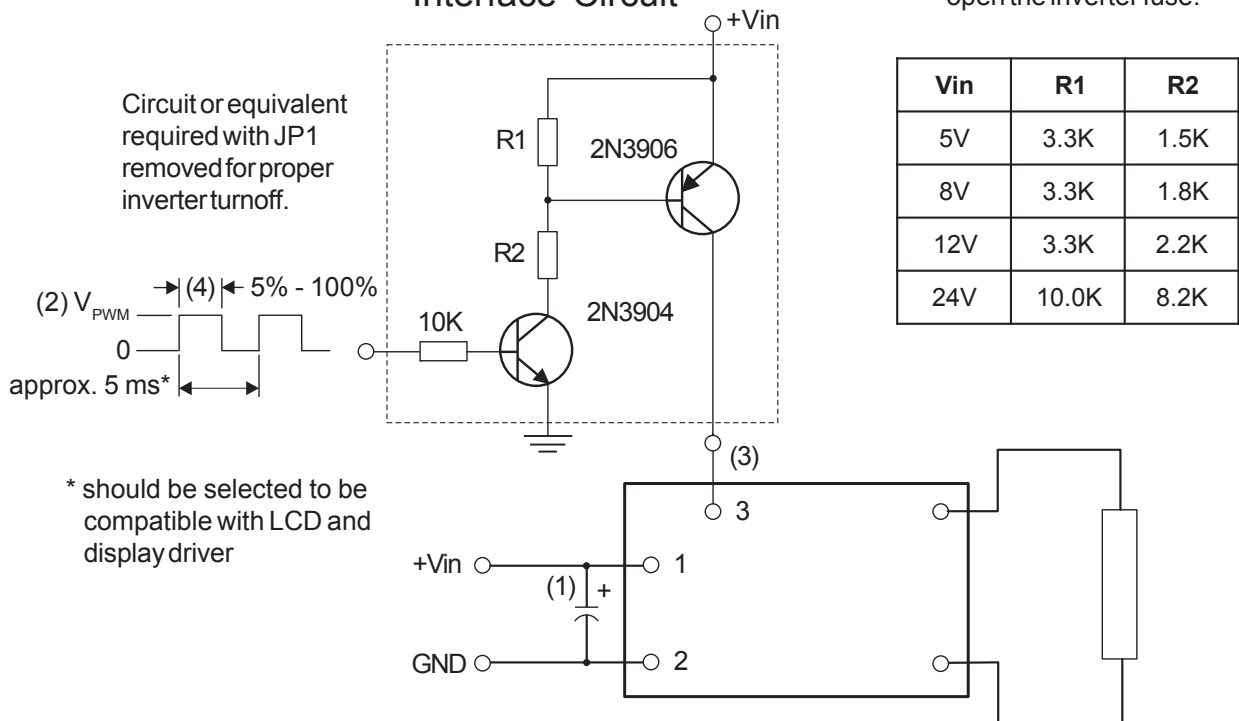 Interface Circuit
open the inverter fuse.
+Vin
Circuit or equivalent
required with JP1
removed for proper
inverter turnoff.
R1
2N3906
R2
2N3904
10K
(2) VPWM
(4)
5% - 100%
0
approx. 5 ms*
* should be selected to be
compatible with LCD and
display driver
Vin R1 R2
5V 3.3K 1.5K
8V 3.3K 1.8K
12V 3.3K 2.2K
24V 10.0K 8.2K
(3)
3
+Vin
1
(1)
+
GND
2